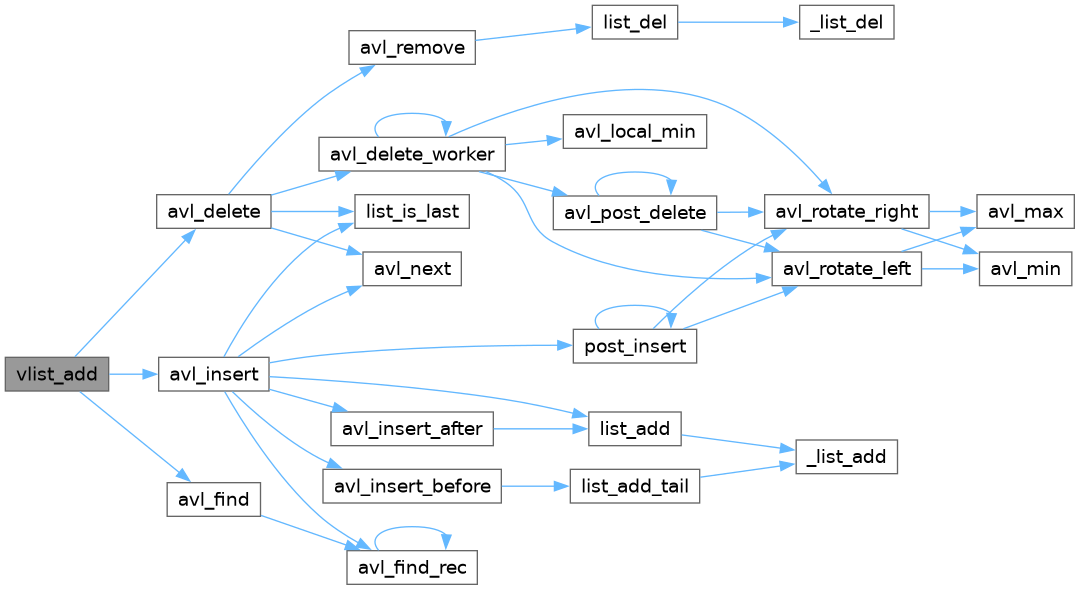 vlist_add
avl_delete
avl_insert
avl_find
avl_remove
avl_delete_worker
list_is_last
avl_next
avl_insert_after
avl_insert_before
avl_find_rec
list_del
avl_local_min
avl_post_delete
post_insert
list_add
list_add_tail
_list_del
avl_rotate_right
avl_rotate_left
_list_add
avl_max
avl_min